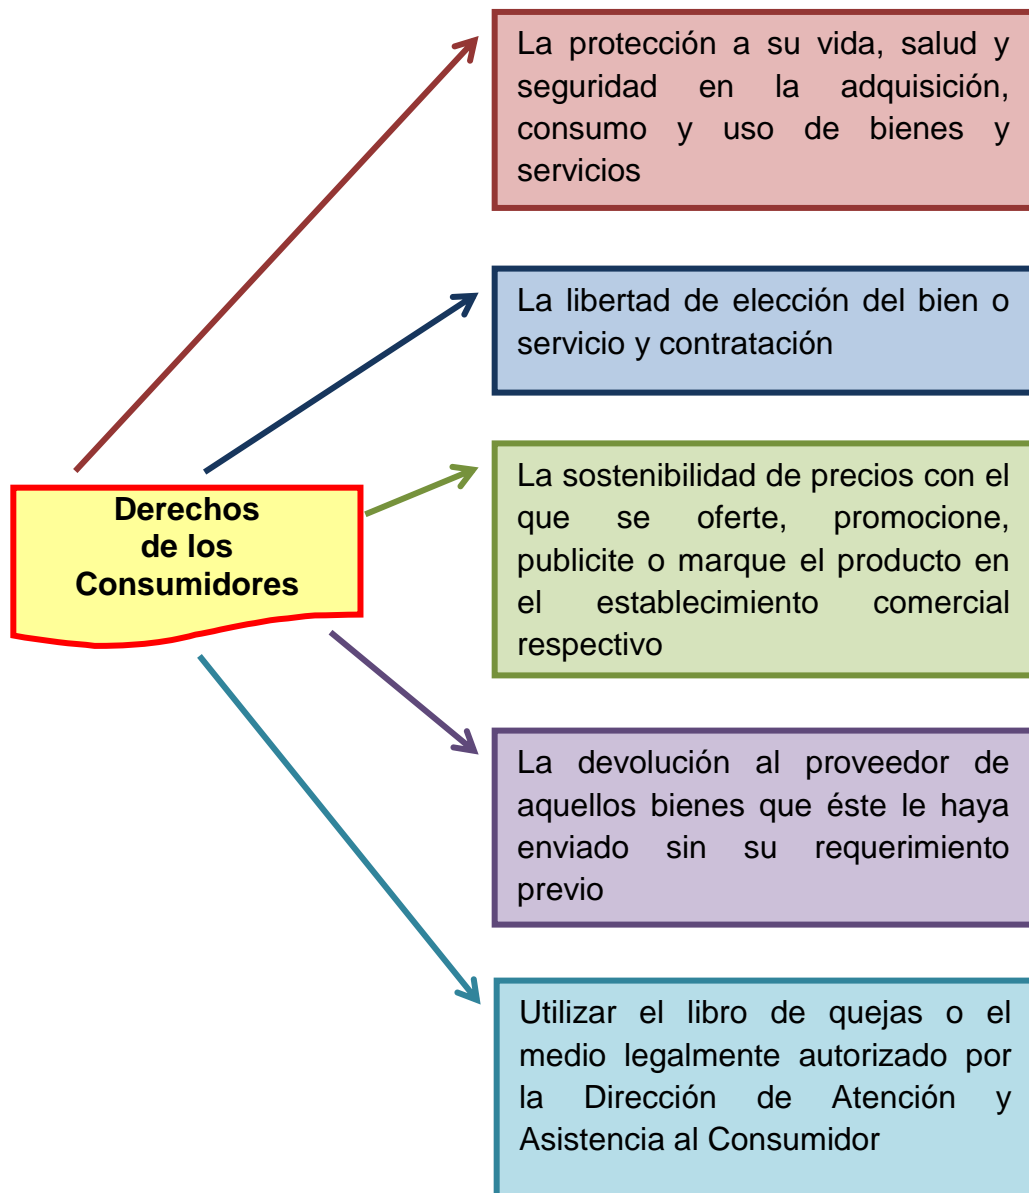 La protección a su vida, salud y
seguridad en la adquisición,
consumo y uso de bienes y
servicios
La libertad de elección del bien o
servicio y contratación
Derechos
de los
Consumidores
La sostenibilidad de precios con el
que se oferte, promocione,
publicite o marque el producto en
el establecimiento comercial
respectivo
La devolución al proveedor de
aquellos bienes que éste le haya
enviado sin su requerimiento
previo
Utilizar el libro de quejas o el
medio legalmente autorizado por
la Dirección de Atención y
Asistencia al Consumidor